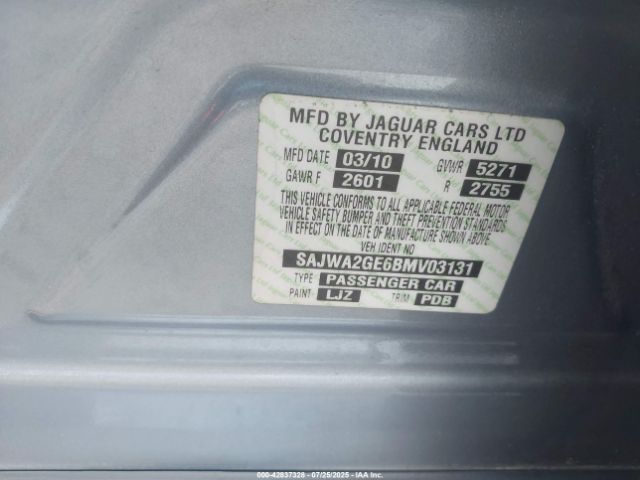 MFD BY JAGUAR CARS LTD
COVENTRY ENGLAND
MFD DATE 03/10 GVWR 5271
GAWR F 2601 R 2755
THIS VEHICLE CONFORMS TO ALL APPLICABLE FEDERAL MOTOR
VEHICLE SAFETY BUMPER AND THEFT PREVENTION STANDARDS
IN EFFECT ON THE DATE OF MANUFACTURE SHOWN ABOVE.
VEH IDENT NO
SAJWA2GE6BMV03131
TYPE PASSENGER CAR
PAINT LJZ TRIM PDB
000-42837328 - 07/25/2025 - IAA Inc.